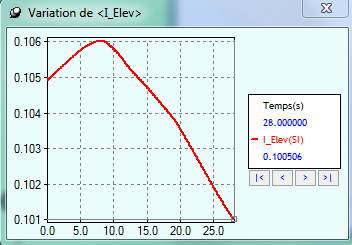 Variation de <I_Elev>
0.106
0.105
0.104
0.103
0.102
0.101
0.0 5.0 10.0 15.0 20.0 25.0
Temps(s)
28.000000
I_Elev(SI)
0.100506
|< < > >|